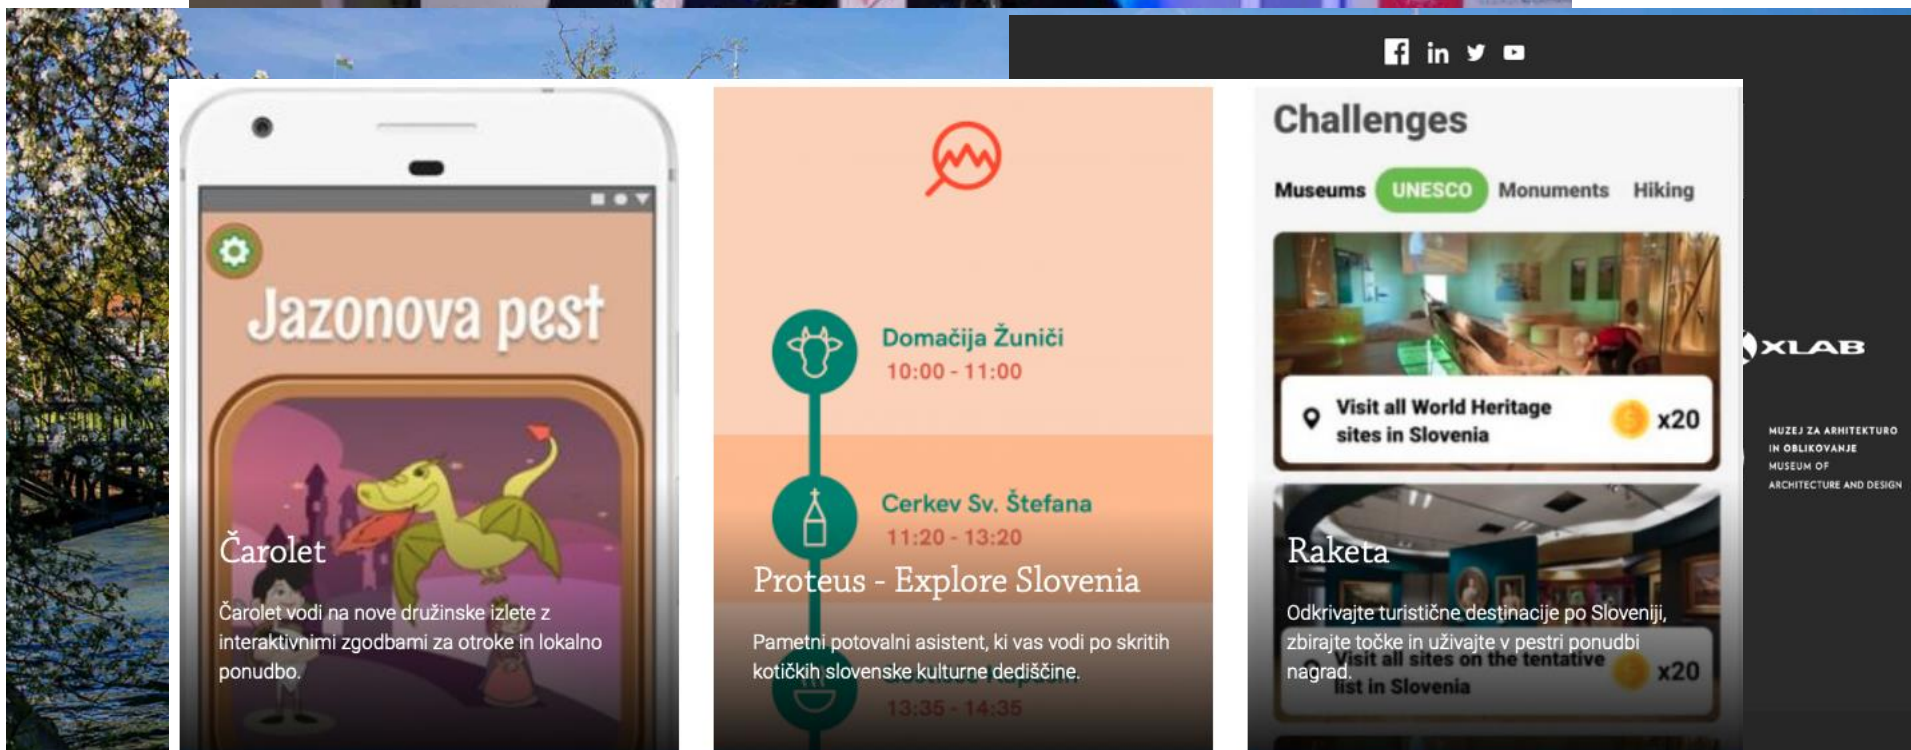 Jazonova pest
Čarolet
Čarolet vodi na nove družinske izlete z
interaktivnimi zgodbami za otroke in lokalno
ponudbo.
Domačija Žuniči
10:00 - 11:00
Cerkev Sv. Štefana
11:20 - 13:20
Proteus - Explore Slovenia
Pametni potovalni asistent, ki vas vodi po skritih
kotičkih slovenske kulturne dediščine.
13:35 - 14:35
Challenges
Museums UNESCO Monuments Hiking
Visit all World Heritage
sites in Slovenia
x20
Raketa
Odkrivajte turistične destinacije po Sloveniji,
zbirajte točke in uživajte v pestri ponudbi
nagrad.
Visit all sites on the tentative
list in Slovenia
x20
XLAB
MUZEJ ZA ARHITEKTURO
IN OBLIKOVANJE
MUSEUM OF
ARCHITECTURE AND DESIGN